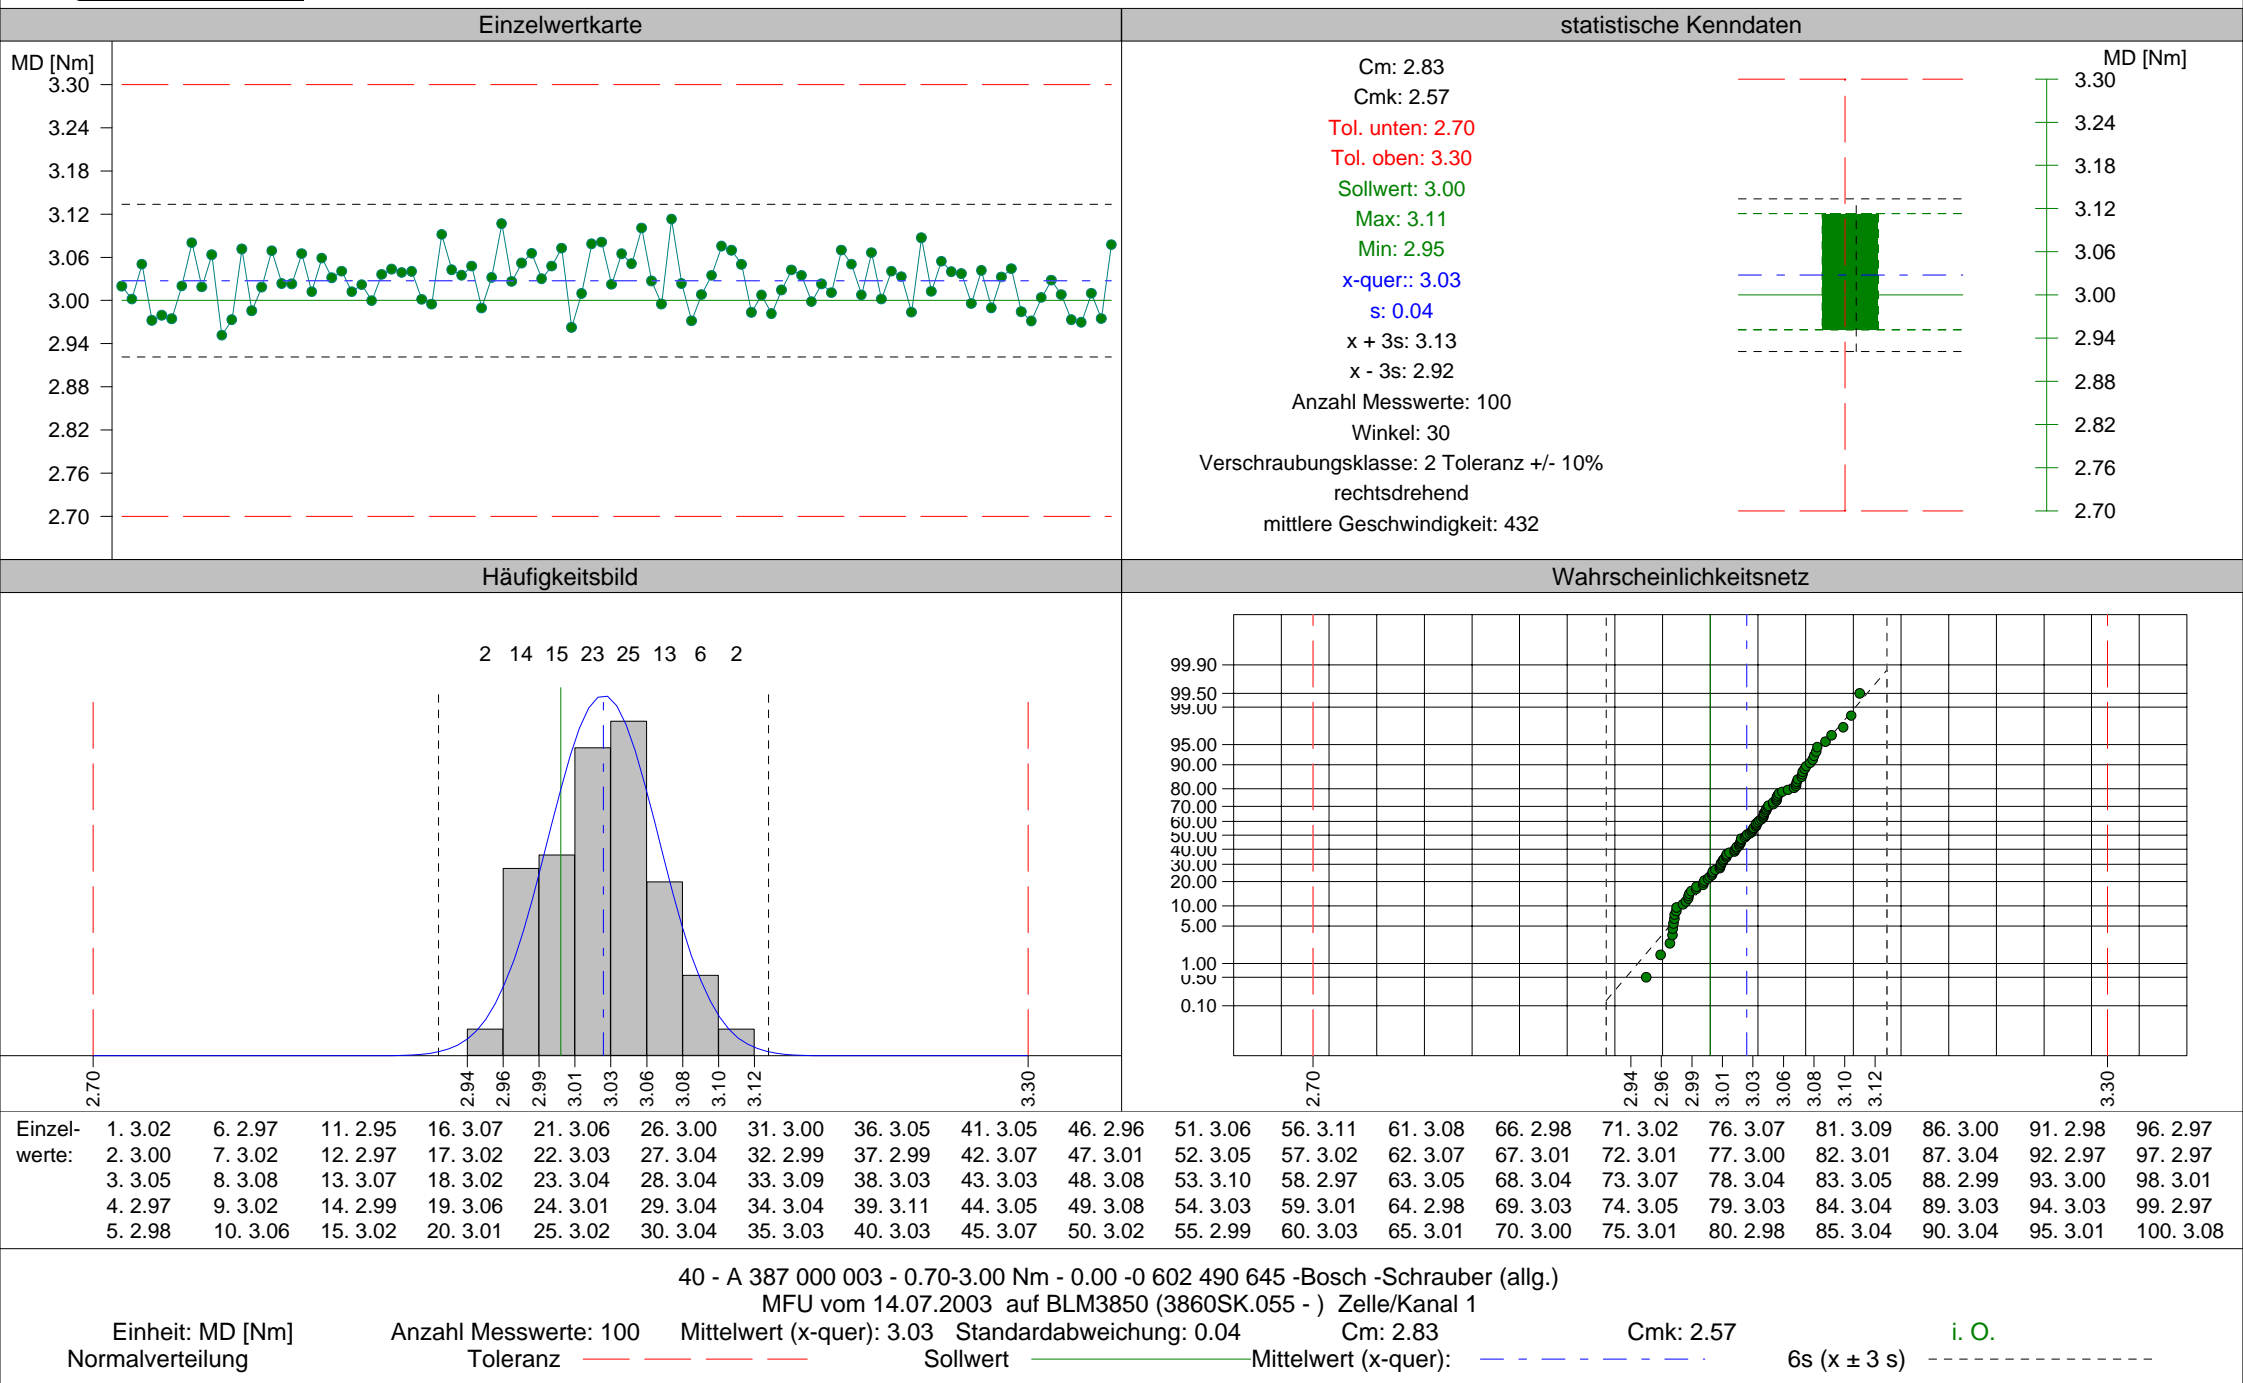 Einzelwertkarte
MD [Nm]
3.30
3.24
3.18
3.12
3.06
3.00
2.94
2.88
2.82
2.76
2.70
statistische Kenndaten
Cm: 2.83
Cmk: 2.57
Tol. unten: 2.70
Tol. oben: 3.30
Sollwert: 3.00
Max: 3.11
Min: 2.95
x-quer:: 3.03
s: 0.04
x + 3s: 3.13
x - 3s: 2.92
Anzahl Messwerte: 100
Winkel: 30
Verschraubungsklasse: 2 Toleranz +/- 10%
rechtsdrehend
mittlere Geschwindigkeit: 432
MD [Nm]
3.30
3.24
3.18
3.12
3.06
3.00
2.94
2.88
2.82
2.76
2.70
Häufigkeitsbild
2 14 15 23 25 13 6 2
2.70 2.94 2.96 2.99 3.01 3.03 3.06 3.08 3.10 3.12 3.30
Wahrscheinlichkeitsnetz
99.90
99.50
99.00
95.00
90.00
80.00
70.00
60.00
50.00
40.00
30.00
20.00
10.00
5.00
1.00
0.50
0.10
2.70 2.94 2.96 2.99 3.01 3.03 3.06 3.08 3.10 3.12 3.30
Einzel- 1. 3.02 6. 2.97 11. 2.95 16. 3.07 21. 3.06 26. 3.00 31. 3.00 36. 3.05 41. 3.05 46. 2.96 51. 3.06 56. 3.11 61. 3.08 66. 2.98 71. 3.02 76. 3.07 81. 3.09 86. 3.00 91. 2.98 96. 2.97
werte: 2. 3.00 7. 3.02 12. 2.97 17. 3.02 22. 3.03 27. 3.04 32. 2.99 37. 2.99 42. 3.07 47. 3.01 52. 3.05 57. 3.02 62. 3.07 67. 3.01 72. 3.01 77. 3.00 82. 3.01 87. 3.04 92. 2.97 97. 2.97
3. 3.05 8. 3.08 13. 3.07 18. 3.02 23. 3.04 28. 3.04 33. 3.09 38. 3.03 43. 3.03 48. 3.08 53. 3.10 58. 2.97 63. 3.05 68. 3.04 73. 3.07 78. 3.04 83. 3.05 88. 2.99 93. 3.00 98. 3.01
4. 2.97 9. 3.02 14. 2.99 19. 3.06 24. 3.01 29. 3.04 34. 3.04 39. 3.11 44. 3.05 49. 3.08 54. 3.03 59. 3.01 64. 2.98 69. 3.03 74. 3.05 79. 3.03 84. 3.04 89. 3.03 94. 3.03 99. 2.97
5. 2.98 10. 3.06 15. 3.02 20. 3.01 25. 3.02 30. 3.04 35. 3.03 40. 3.03 45. 3.07 50. 3.02 55. 2.99 60. 3.03 65. 3.01 70. 3.00 75. 3.01 80. 2.98 85. 3.04 90. 3.04 95. 3.01 100. 3.08
40 - A 387 000 003 - 0.70-3.00 Nm - 0.00 -0 602 490 645 -Bosch -Schrauber (allg.)
MFU vom 14.07.2003 auf BLM3850 (3860SK.055 - ) Zelle/Kanal 1
Einheit: MD [Nm] Anzahl Messwerte: 100 Mittelwert (x-quer): 3.03 Standardabweichung: 0.04 Cm: 2.83 Cmk: 2.57 i. O.
Normalverteilung Toleranz Sollwert Mittelwert (x-quer): 6s (x ± 3 s)